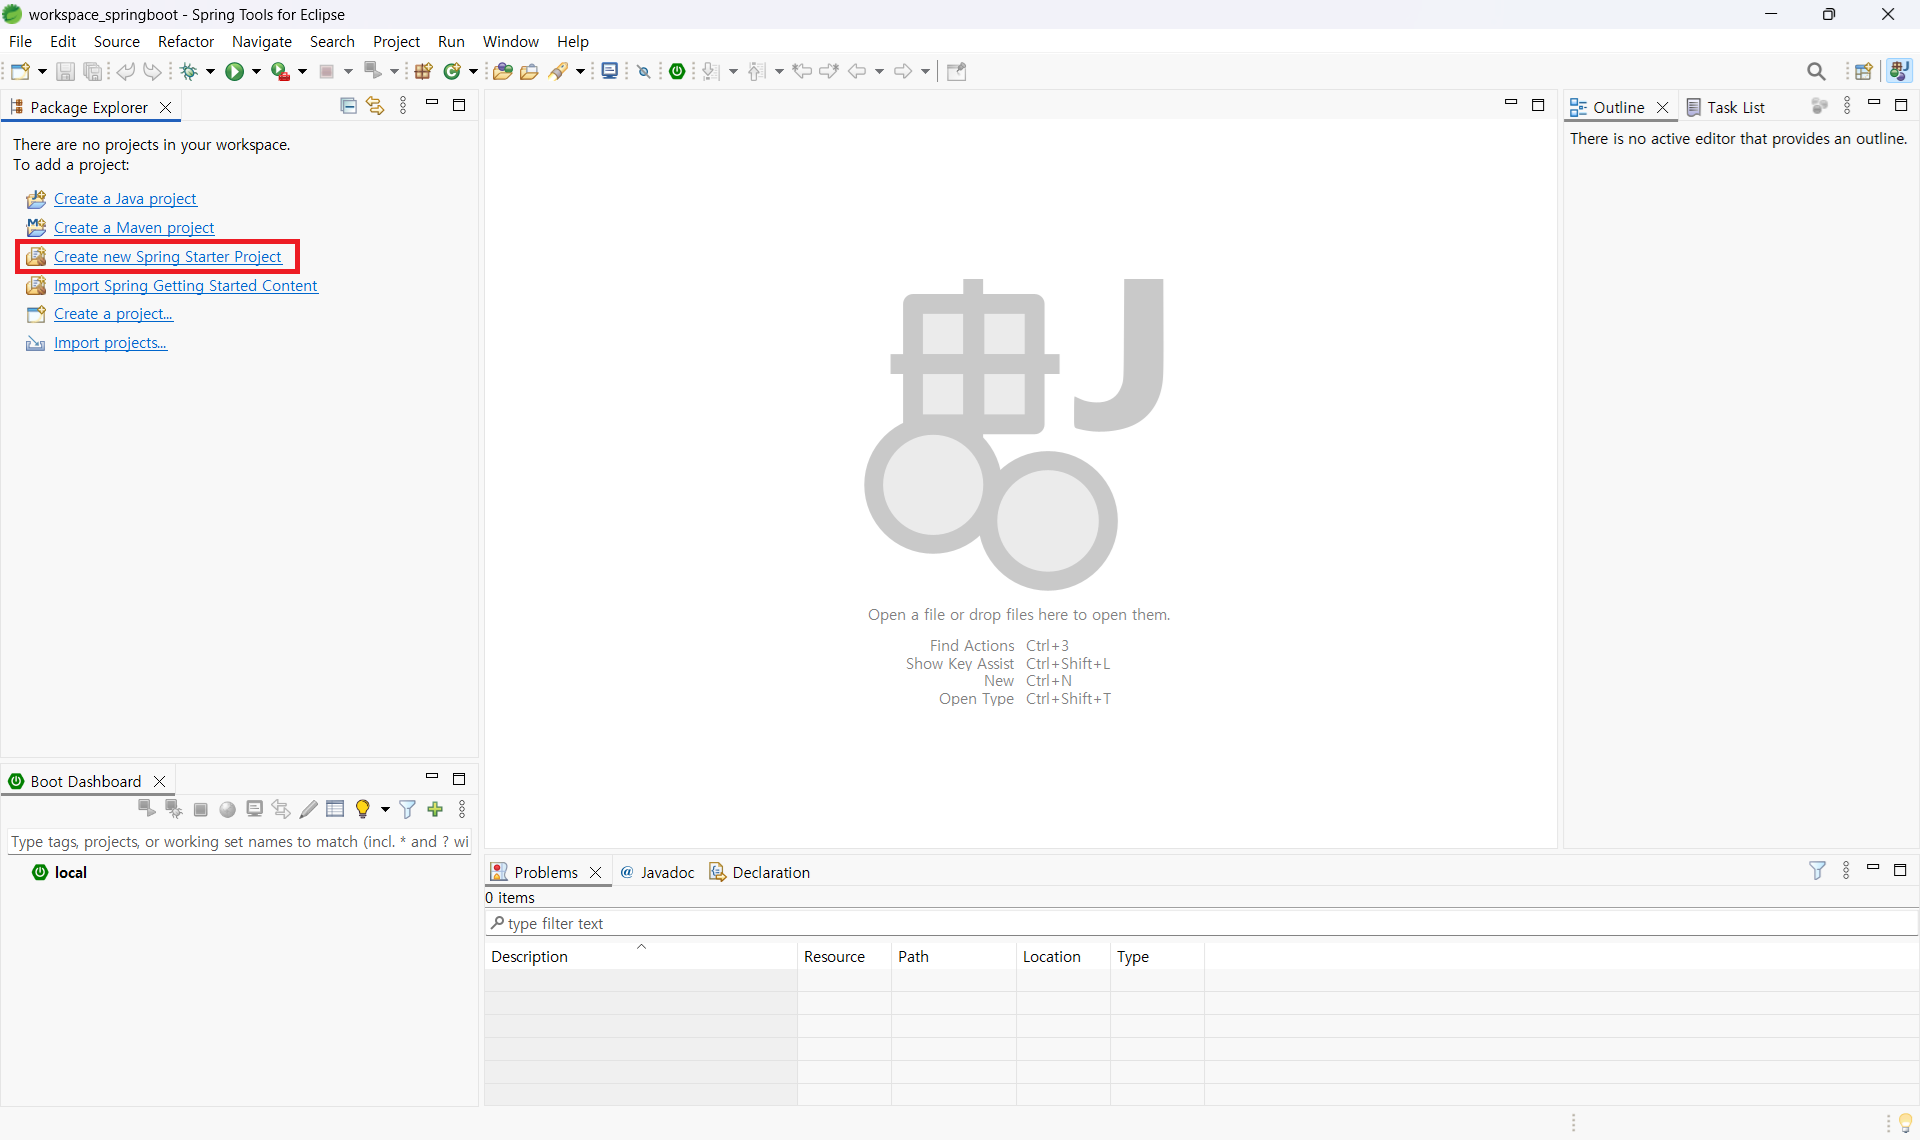 workspace_springboot - Spring Tools for Eclipse
File Edit Source Refactor Navigate Search Project Run Window Help
Package Explorer
There are no projects in your workspace.
To add a project:
Create a Java project
Create a Maven project
Create new Spring Starter Project
Import Spring Getting Started Content
Create a project...
Import projects...
Open a file or drop files here to open them.
Find Actions Ctrl+3
Show Key Assist Ctrl+Shift+L
New Ctrl+N
Open Type Ctrl+Shift+T
Outline Task List
There is no active editor that provides an outline.
Boot Dashboard
Type tags, projects, or working set names to match (incl. * and ? wi
local
Problems @ Javadoc Declaration
0 items
type filter text
Description Resource Path Location Type